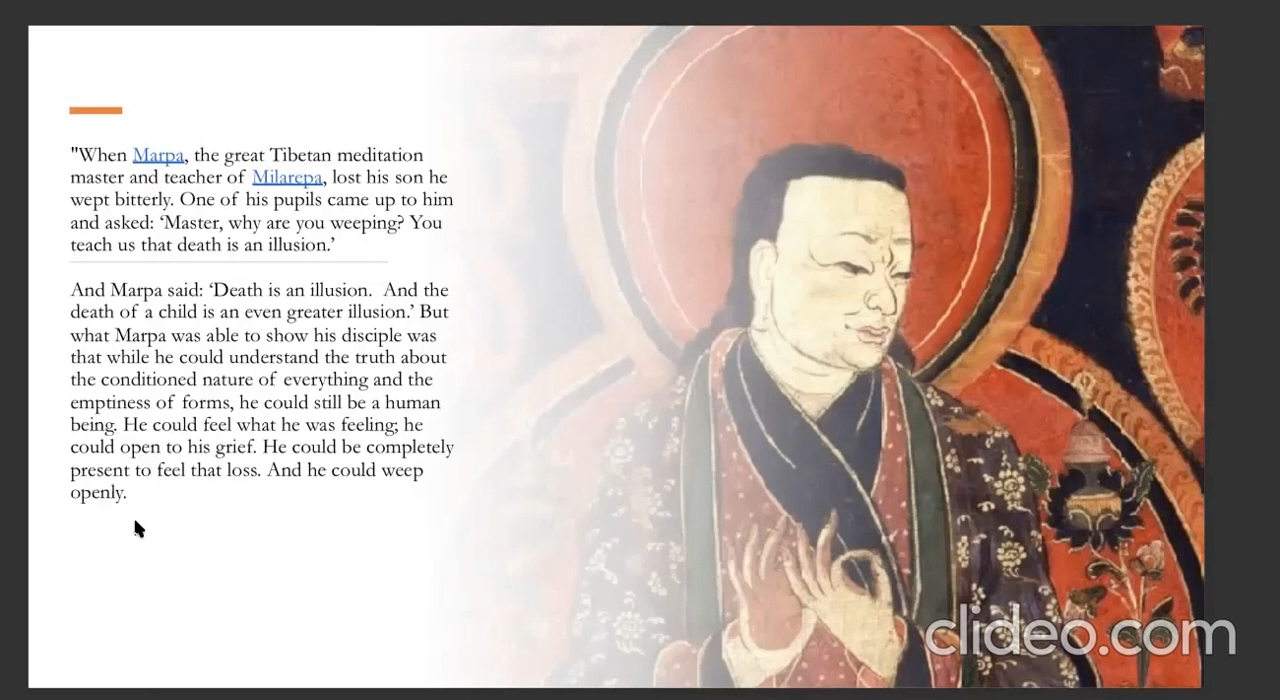 "When Marpa, the great Tibetan meditation
master and teacher of Milarepa, lost his son he
wept bitterly. One of his pupils came up to him
and asked: ‘Master, why are you weeping? You
teach us that death is an illusion.’
And Marpa said: ‘Death is an illusion.  And the
death of a child is an even greater illusion.’ But
what Marpa was able to show his disciple was
that while he could understand the truth about
the conditioned nature of everything and the
emptiness of forms, he could still be a human
being. He could feel what he was feeling; he
could open to his grief. He could be completely
present to feel that loss. And he could weep
openly.
clideo.com